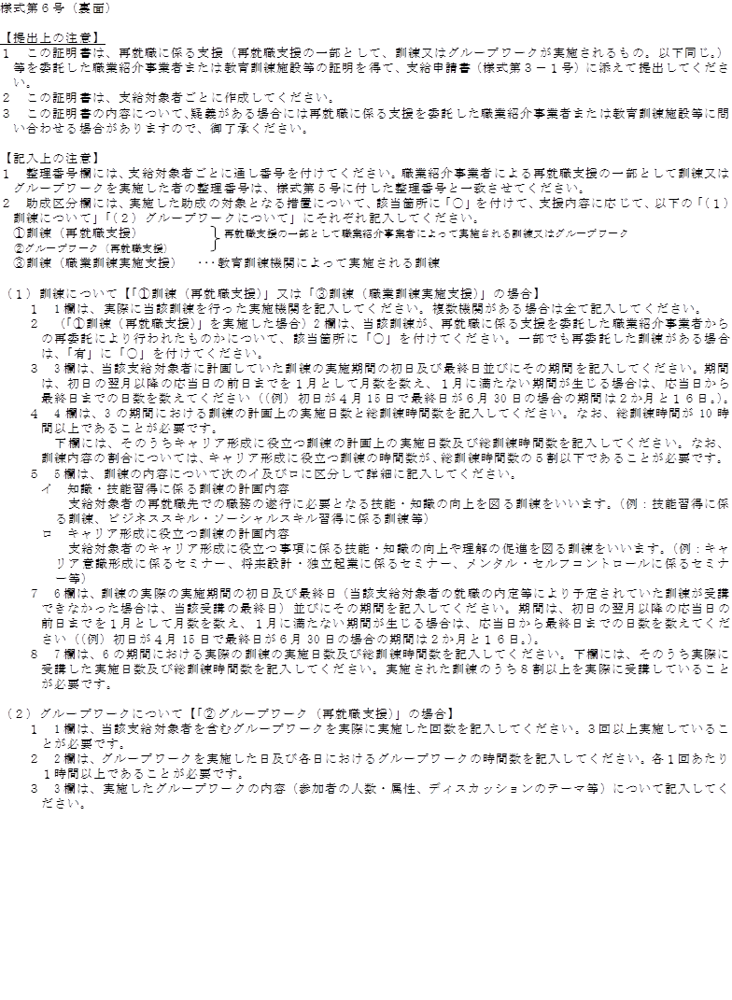 様式第６号（裏面）
【提出上の注意】
１　この証明書は、再就職に係る支援（再就職支援の一部として、訓練又はグループワークが実施されるもの。以下同じ。）
等を委託した職業紹介事業者または教育訓練施設等の証明を得て、支給申請書（様式第３－１号）に添えて提出してくださ
い。
２　この証明書は、支給対象者ごとに作成してください。
３　この証明書の内容について、疑義がある場合には再就職に係る支援を委託した職業紹介事業者または教育訓練施設等に問
い合わせる場合がありますので、御了承ください。
【記入上の注意】
１　整理番号欄には、支給対象者ごとに通し番号を付けてください。職業紹介事業者による再就職支援の一部として訓練又は
グループワークを実施した者の整理番号は、様式第５号に付した整理番号と一致させてください。
２　助成区分欄には、実施した助成の対象となる措置について、該当箇所に「○」を付けて、支援内容に応じて、以下の「（１）
訓練について」「（２）グループワークについて」にそれぞれ記入してください。
①訓練（再就職支援）
②グループワーク（再就職支援）
再就職支援の一部として職業紹介事業者によって実施される訓練又はグループワーク
③訓練（職業訓練実施支援）　･･･教育訓練機関によって実施される訓練
（１）訓練について【「①訓練（再就職支援）」又は「③訓練（職業訓練実施支援）」の場合】
１　１欄は、実際に当該訓練を行った実施機関を記入してください。複数機関がある場合は全て記入してください。
２　（「①訓練（再就職支援）」を実施した場合）２欄は、当該訓練が、再就職に係る支援を委託した職業紹介事業者から
の再委託により行われたものかについて、該当箇所に「○」を付けてください。一部でも再委託した訓練がある場合
は、「有」に「○」を付けてください。
３　３欄は、当該支給対象者に計画していた訓練の実施期間の初日及び最終日並びにその期間を記入してください。期間
は、初日の翌月以降の応当日の前日までを１月として月数を数え、１月に満たない期間が生じる場合は、応当日から
最終日までの日数を数えてください（（例）初日が４月 15 日で最終日が６月 30 日の場合の期間は２か月と１６日。）。
４　４欄は、３の期間における訓練の計画上の実施日数と総訓練時間数を記入してください。なお、総訓練時間が 10 時
間以上であることが必要です。
下欄には、そのうちキャリア形成に役立つ訓練の計画上の実施日数及び総訓練時間数を記入してください。なお、
訓練内容の割合については、キャリア形成に役立つ訓練の時間数が、総訓練時間数の５割以下であることが必要です。
５　５欄は、訓練の内容について次のイ及びロに区分して詳細に記入してください。
イ　知識・技能習得に係る訓練の計画内容
支給対象者の再就職先での職務の遂行に必要となる技能・知識の向上を図る訓練をいいます。（例：技能習得に係
る訓練、ビジネススキル・ソーシャルスキル習得に係る訓練等）
ロ　キャリア形成に役立つ訓練の計画内容
支給対象者のキャリア形成に役立つ事項に係る技能・知識の向上や理解の促進を図る訓練をいいます。（例：キャ
リア意識形成に係るセミナー、将来設計・独立起業に係るセミナー、メンタル・セルフコントロールに係るセミナ
ー等）
７　６欄は、訓練の実際の実施期間の初日及び最終日（当該支給対象者の就職の内定等により予定されていた訓練が受講
できなかった場合は、当該受講の最終日）並びにその期間を記入してください。期間は、初日の翌月以降の応当日の
前日までを１月として月数を数え、１月に満たない期間が生じる場合は、応当日から最終日までの日数を数えてくだ
さい（（例）初日が４月 15 日で最終日が６月 30 日の場合の期間は２か月と１６日。）。
８　７欄は、６の期間における実際の訓練の実施日数及び総訓練時間数を記入してください。下欄には、そのうち実際に
受講した実施日数及び総訓練時間数を記入してください。実施された訓練のうち８割以上を実際に受講していること
が必要です。
（２）グループワークについて【「②グループワーク（再就職支援）」の場合】
１　１欄は、当該支給対象者を含むグループワークを実際に実施した回数を記入してください。３回以上実施しているこ
とが必要です。
２　２欄は、グループワークを実施した日及び各日におけるグループワークの時間数を記入してください。各１回あたり
１時間以上であることが必要です。
３　３欄は、実施したグループワークの内容（参加者の人数・属性、ディスカッションのテーマ等）について記入してく
ださい。